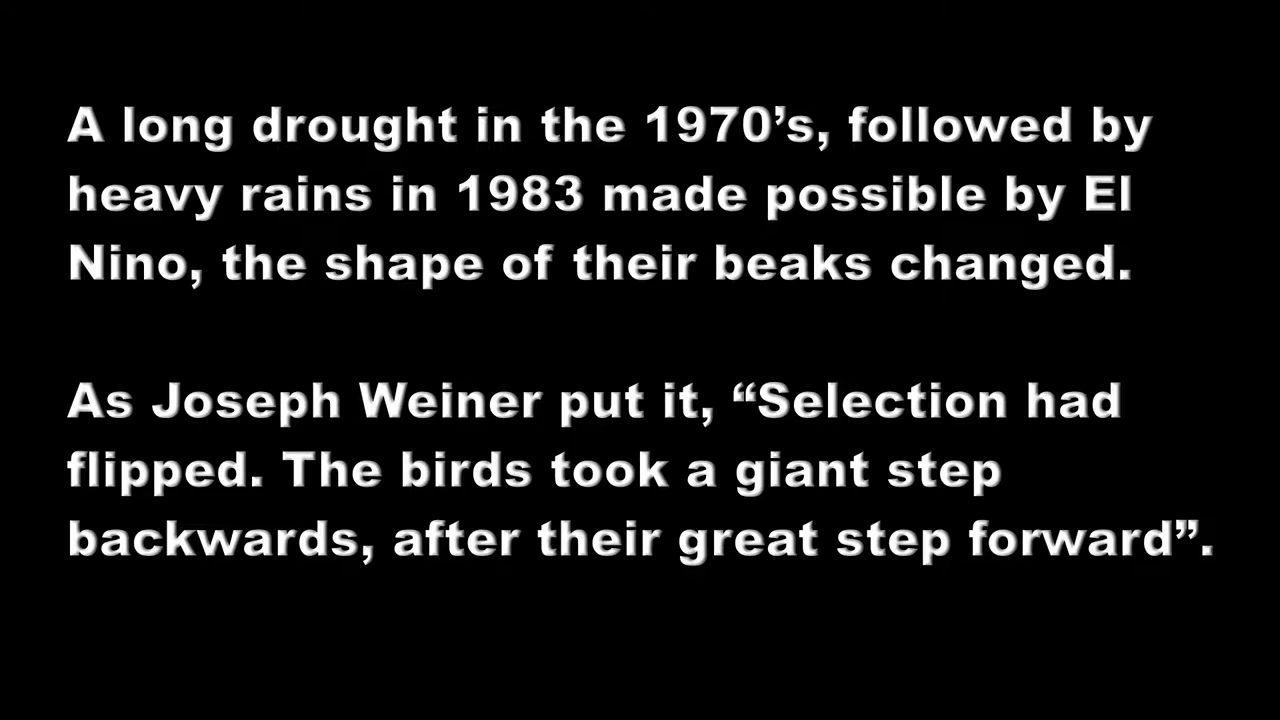 A long drought in the 1970’s, followed by
heavy rains in 1983 made possible by El
Nino, the shape of their beaks changed.
As Joseph Weiner put it, “Selection had
flipped. The birds took a giant step
backwards, after their great step forward”.